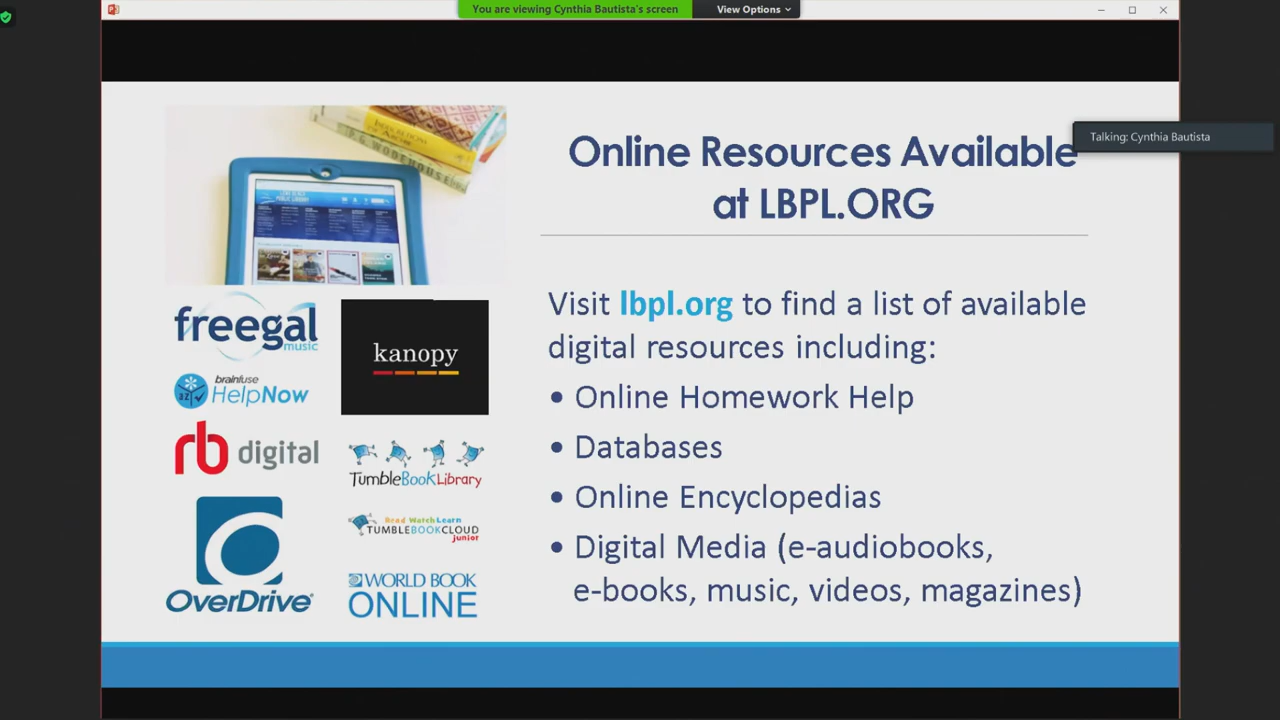 You are viewing Cynthia Bautista's screen
View Options
Talking: Cynthia Bautista
Online Resources Available
at LBPL.ORG
P. G. WODEHOUSE
PUBLIC LIBRARY
freegal
music
kanopy
brainfuse
HelpNow
rb digital
TumbleBookLibrary
Read Watch Learn
TUMBLEBOOKCLOUD
junior
OverDrive
WORLD BOOK
ONLINE
Visit lbpl.org to find a list of available
digital resources including:
• Online Homework Help
• Databases
• Online Encyclopedias
• Digital Media (e-audiobooks,
e-books, music, videos, magazines)